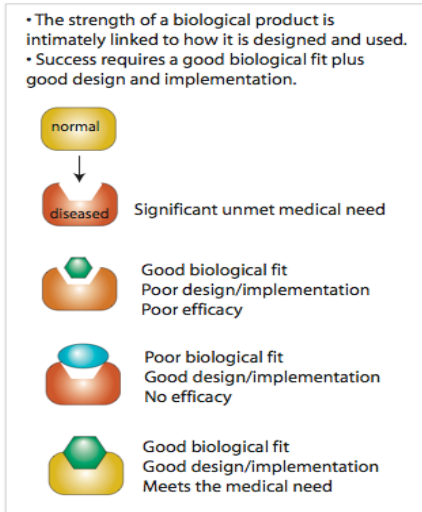 • The strength of a biological product is
intimately linked to how it is designed and used.
• Success requires a good biological fit plus
good design and implementation.
normal
diseased
Significant unmet medical need
Good biological fit
Poor design/implementation
Poor efficacy
Poor biological fit
Good design/implementation
No efficacy
Good biological fit
Good design/implementation
Meets the medical need